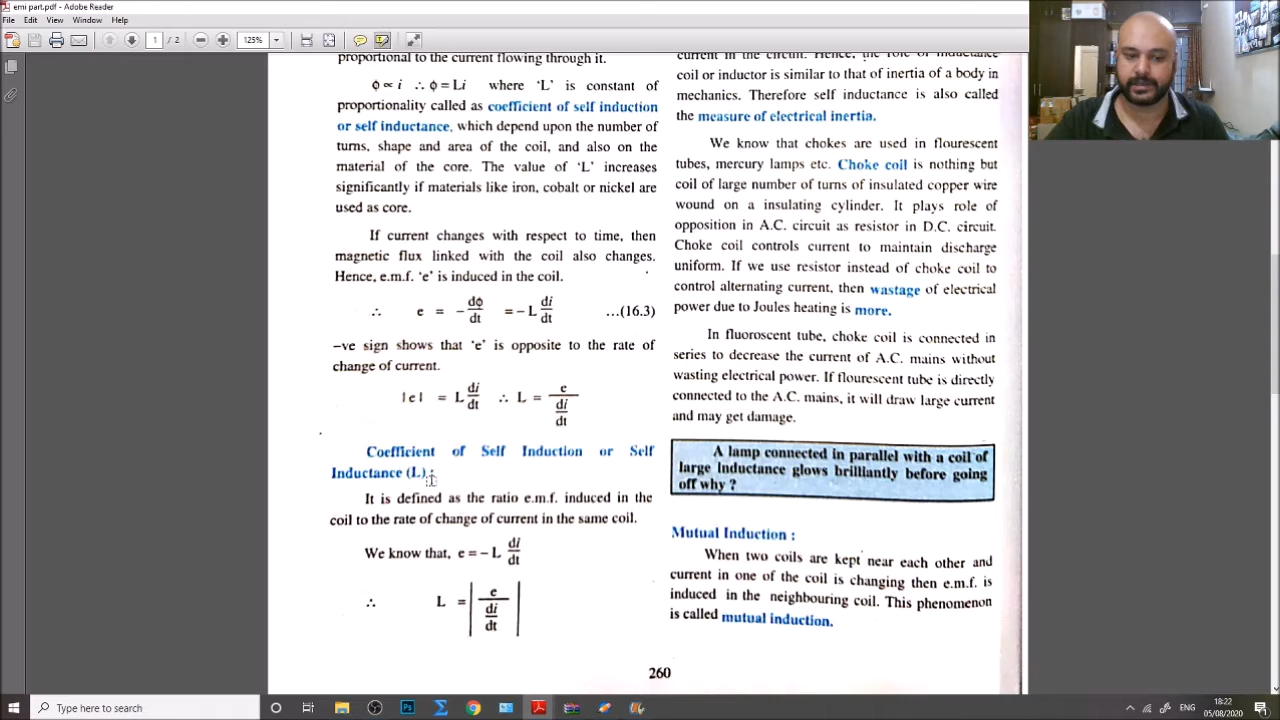 emi part.pdf - Adobe Reader
File Edit View Window Help
1 / 2 125%
proportional to the current flowing through it.
ϕ ∝ i ∴ ϕ = Li where ‘L’ is constant of
proportionality called as coefficient of self induction
or self inductance, which depend upon the number of
turns, shape and area of the coil, and also on the
material of the core. The value of ‘L’ increases
significantly if materials like iron, cobalt or nickel are
used as core.
If current changes with respect to time, then
magnetic flux linked with the coil also changes.
Hence, e.m.f. ‘e’ is induced in the coil.
∴ e = - dϕ/dt = - L di/dt ...(16.3)
-ve sign shows that ‘e’ is opposite to the rate of
change of current.
|e| = L di/dt ∴ L = e/(di/dt)
Coefficient of Self Induction or Self
Inductance (L) :
It is defined as the ratio e.m.f. induced in the
coil to the rate of change of current in the same coil.
We know that, e = - L di/dt
∴ L = |e/(di/dt)|
current in the circuit. Hence, the role of inductance
coil or inductor is similar to that of inertia of a body in
mechanics. Therefore self inductance is also called
the measure of electrical inertia.
We know that chokes are used in flourescent
tubes, mercury lamps etc. Choke coil is nothing but
coil of large number of turns of insulated copper wire
wound on a insulating cylinder. It plays role of
opposition in A.C. circuit as resistor in D.C. circuit.
Choke coil controls current to maintain discharge
uniform. If we use resistor instead of choke coil to
control alternating current, then wastage of electrical
power due to Joules heating is more.
In fluoroscent tube, choke coil is connected in
series to decrease the current of A.C. mains without
wasting electrical power. If flourescent tube is directly
connected to the A.C. mains, it will draw large current
and may get damage.
A lamp connected in parallel with a coil of
large Inductance glows brilliantly before going
off why ?
Mutual Induction :
When two coils are kept near each other and
current in one of the coil is changing then e.m.f. is
induced in the neighbouring coil. This phenomenon
is called mutual induction.
260
Type here to search
ENG
18:22
05/08/2020